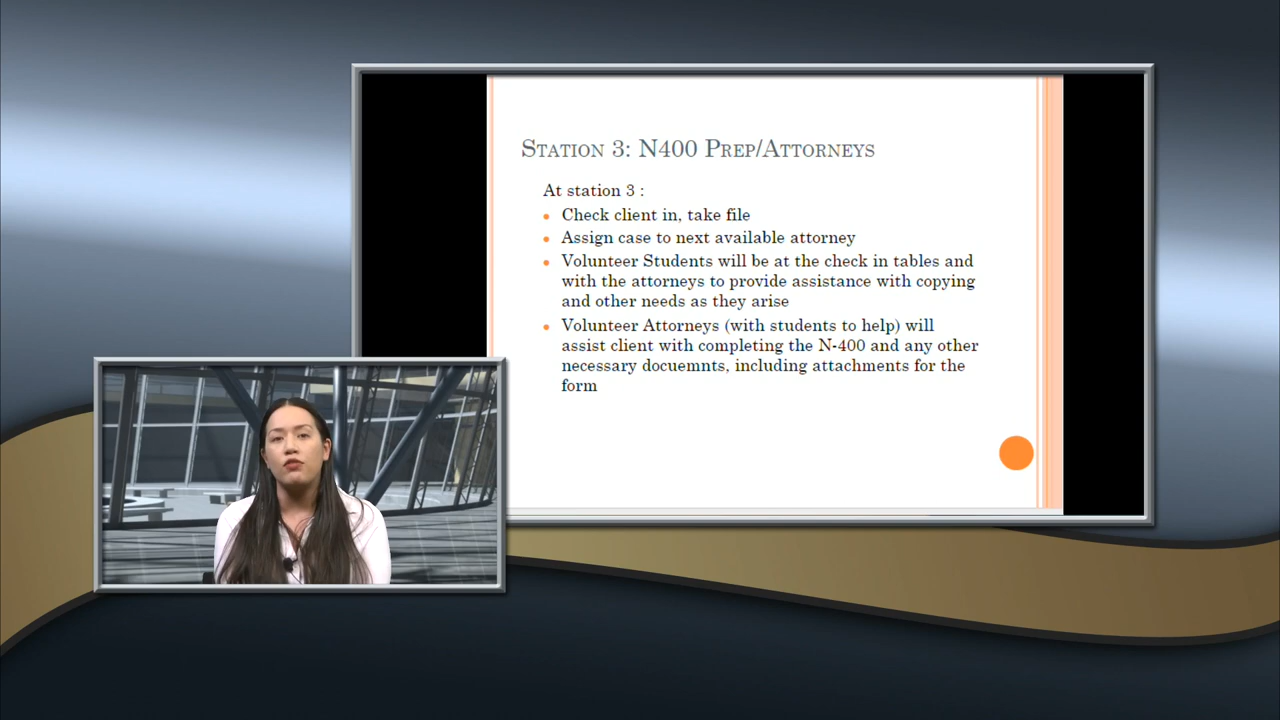 STATION 3: N400 PREP/ATTORNEYS
At station 3 :
Check client in, take file
Assign case to next available attorney
Volunteer Students will be at the check in tables and
with the attorneys to provide assistance with copying
and other needs as they arise
Volunteer Attorneys (with students to help) will
assist client with completing the N-400 and any other
necessary docuemnts, including attachments for the
form